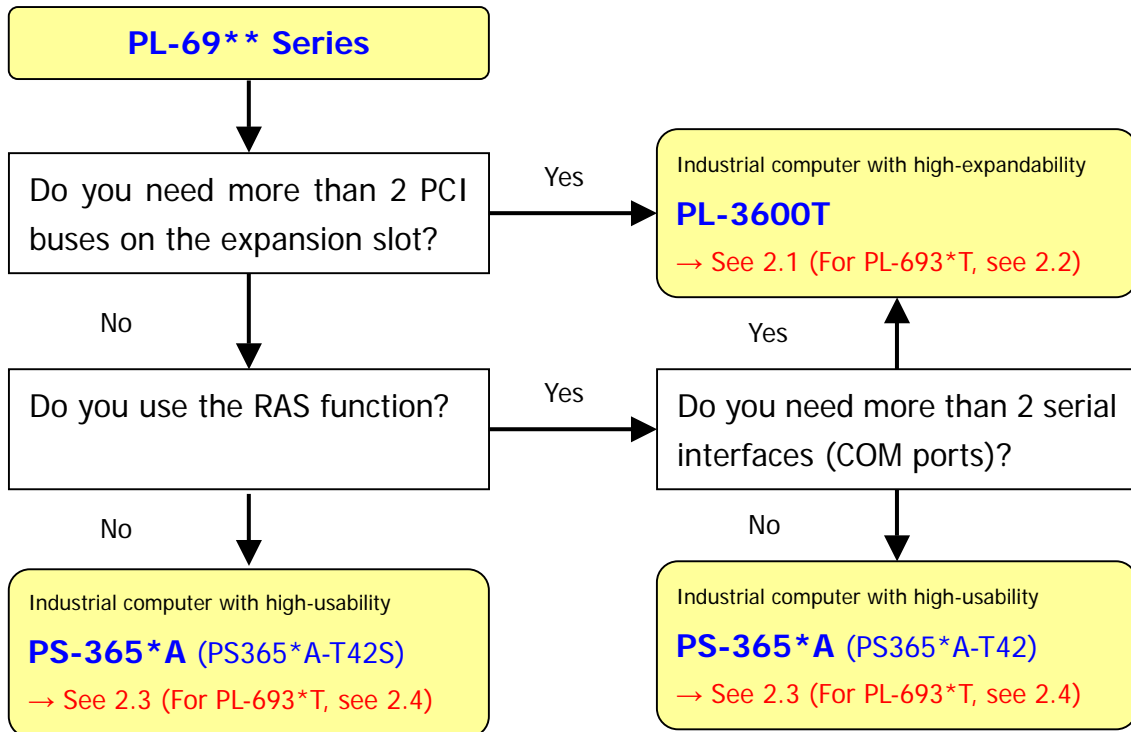 PL-69** Series
Do you need more than 2 PCI
buses on the expansion slot?
Yes
Industrial computer with high-expandability
PL-3600T
→ See 2.1 (For PL-693*T, see 2.2)
No
Yes
Do you use the RAS function?
Yes
Do you need more than 2 serial
interfaces (COM ports)?
No
No
Industrial computer with high-usability
PS-365*A (PS365*A-T42S)
→ See 2.3 (For PL-693*T, see 2.4)
Industrial computer with high-usability
PS-365*A (PS365*A-T42)
→ See 2.3 (For PL-693*T, see 2.4)